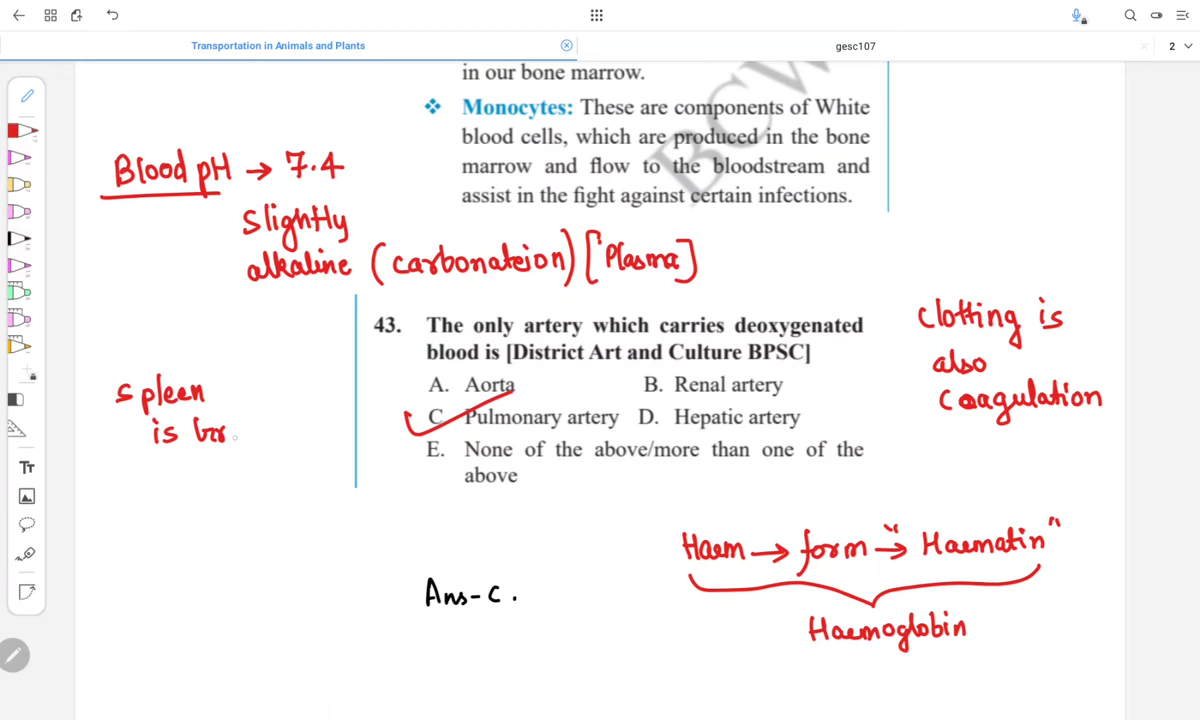 Transportation in Animals and Plants
gesc107
2
in our bone marrow.
Monocytes: These are components of White
blood cells, which are produced in the bone
marrow and flow to the bloodstream and
assist in the fight against certain infections.
BCW
Blood pH → 7.4
Slightly
alkaline (carbonateion) [Plasma]
43. The only artery which carries deoxygenated
blood is [District Art and Culture BPSC]
A. Aorta B. Renal artery
C. Pulmonary artery D. Hepatic artery
E. None of the above/more than one of the
above
Clotting is
also
Coagulation
Spleen
is
Haem → form → "Haematin"
Haemoglobin
Ans-C.
Tт